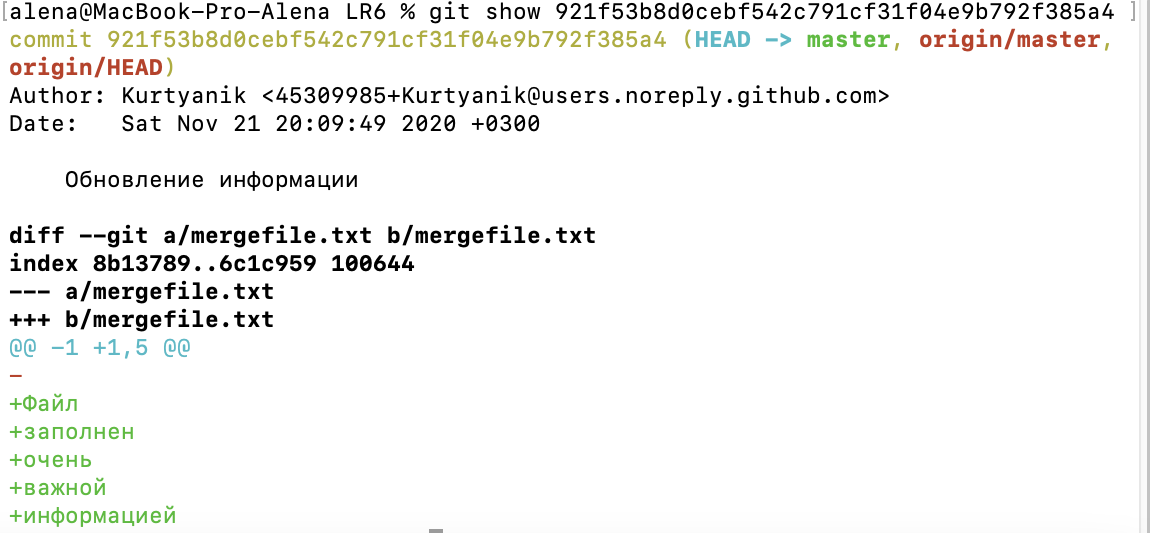 [alena@MacBook-Pro-Alena LR6 % git show 921f53b8d0cebf542c791cf31f04e9b792f385a4 ]
commit 921f53b8d0cebf542c791cf31f04e9b792f385a4 (HEAD -> master, origin/master,
origin/HEAD)
Author: Kurtyanik <45309985+Kurtyanik@users.noreply.github.com>
Date:   Sat Nov 21 20:09:49 2020 +0300
    Обновление информации
diff --git a/mergefile.txt b/mergefile.txt
index 8b13789..6c1c959 100644
--- a/mergefile.txt
+++ b/mergefile.txt
@@ -1 +1,5 @@
-
+Файл
+заполнен
+очень
+важной
+информацией